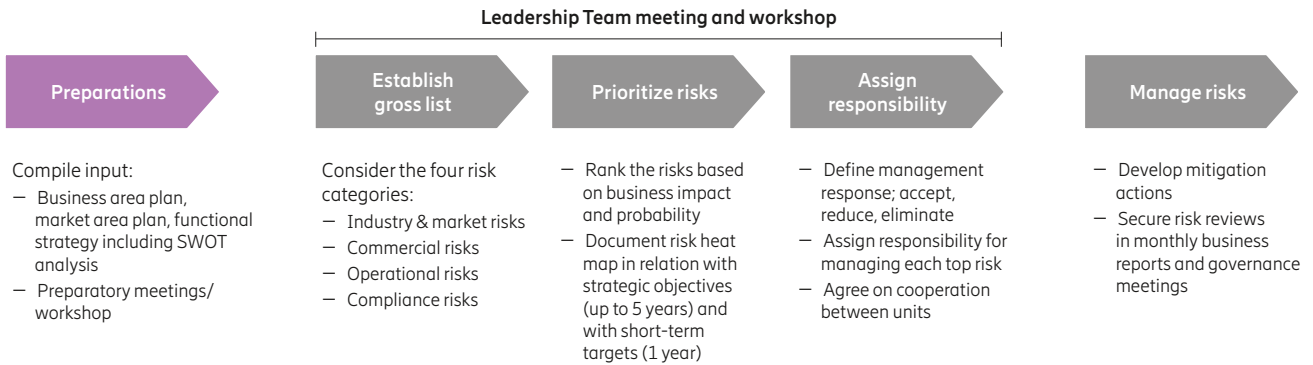 Leadership Team meeting and workshop
Preparations
Establish
gross list
Prioritize risks
Assign
responsibility
Manage risks
Compile input:
— Business area plan,
market area plan, functional
strategy including SWOT
analysis
— Preparatory meetings/
workshop
Consider the four risk
categories:
— Industry & market risks
— Commercial risks
— Operational risks
— Compliance risks
— Rank the risks based
on business impact
and probability
— Document risk heat
map in relation with
strategic objectives
(up to 5 years) and
with short-term
targets (1 year)
— Define management
response; accept,
reduce, eliminate
— Assign responsibility for
managing each top risk
— Agree on cooperation
between units
— Develop mitigation
actions
— Secure risk reviews
in monthly business
reports and governance
meetings